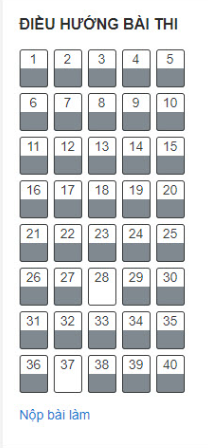 ĐIỀU HƯỚNG BÀI THI
1 2 3 4 5
6 7 8 9 10
11 12 13 14 15
16 17 18 19 20
21 22 23 24 25
26 27 28 29 30
31 32 33 34 35
36 37 38 39 40
Nộp bài làm